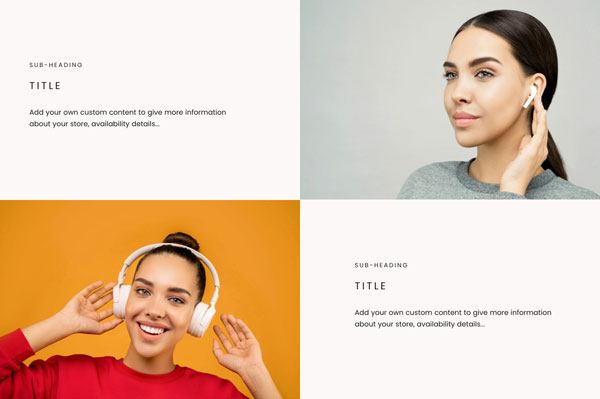 SUB-HEADING
TITLE
Add your own custom content to give more information
about your store, availability details...
SUB-HEADING
TITLE
Add your own custom content to give more information
about your store, availability details...